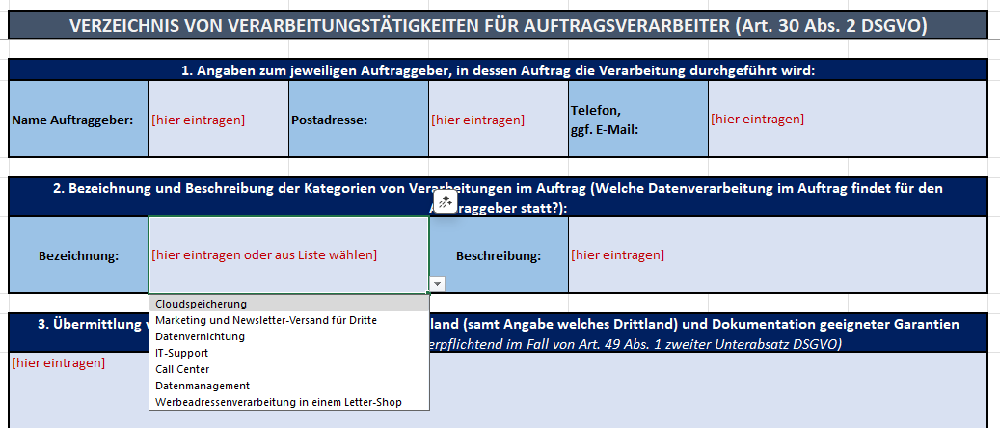 VERZEICHNIS VON VERARBEITUNGSTÄTIGKEITEN FÜR AUFTRAGSVERARBEITER (Art. 30 Abs. 2 DSGVO)
1. Angaben zum jeweiligen Auftraggeber, in dessen Auftrag die Verarbeitung durchgeführt wird:
Name Auftraggeber:
[hier eintragen]
Postadresse:
[hier eintragen]
Telefon,
ggf. E-Mail:
[hier eintragen]
2. Bezeichnung und Beschreibung der Kategorien von Verarbeitungen im Auftrag (Welche Datenverarbeitung im Auftrag findet für den
raggeber statt?):
Bezeichnung:
[hier eintragen oder aus Liste wählen]
Beschreibung:
[hier eintragen]
Cloudspeicherung
Marketing und Newsletter-Versand für Dritte
Datenvernichtung
IT-Support
Call Center
Datenmanagement
Werbeadressenverarbeitung in einem Letter-Shop
3. Übermittlung land (samt Angabe welches Drittland) und Dokumentation geeigneter Garantien
erpflichtend im Fall von Art. 49 Abs. 1 zweiter Unterabsatz DSGVO)
[hier eintragen]